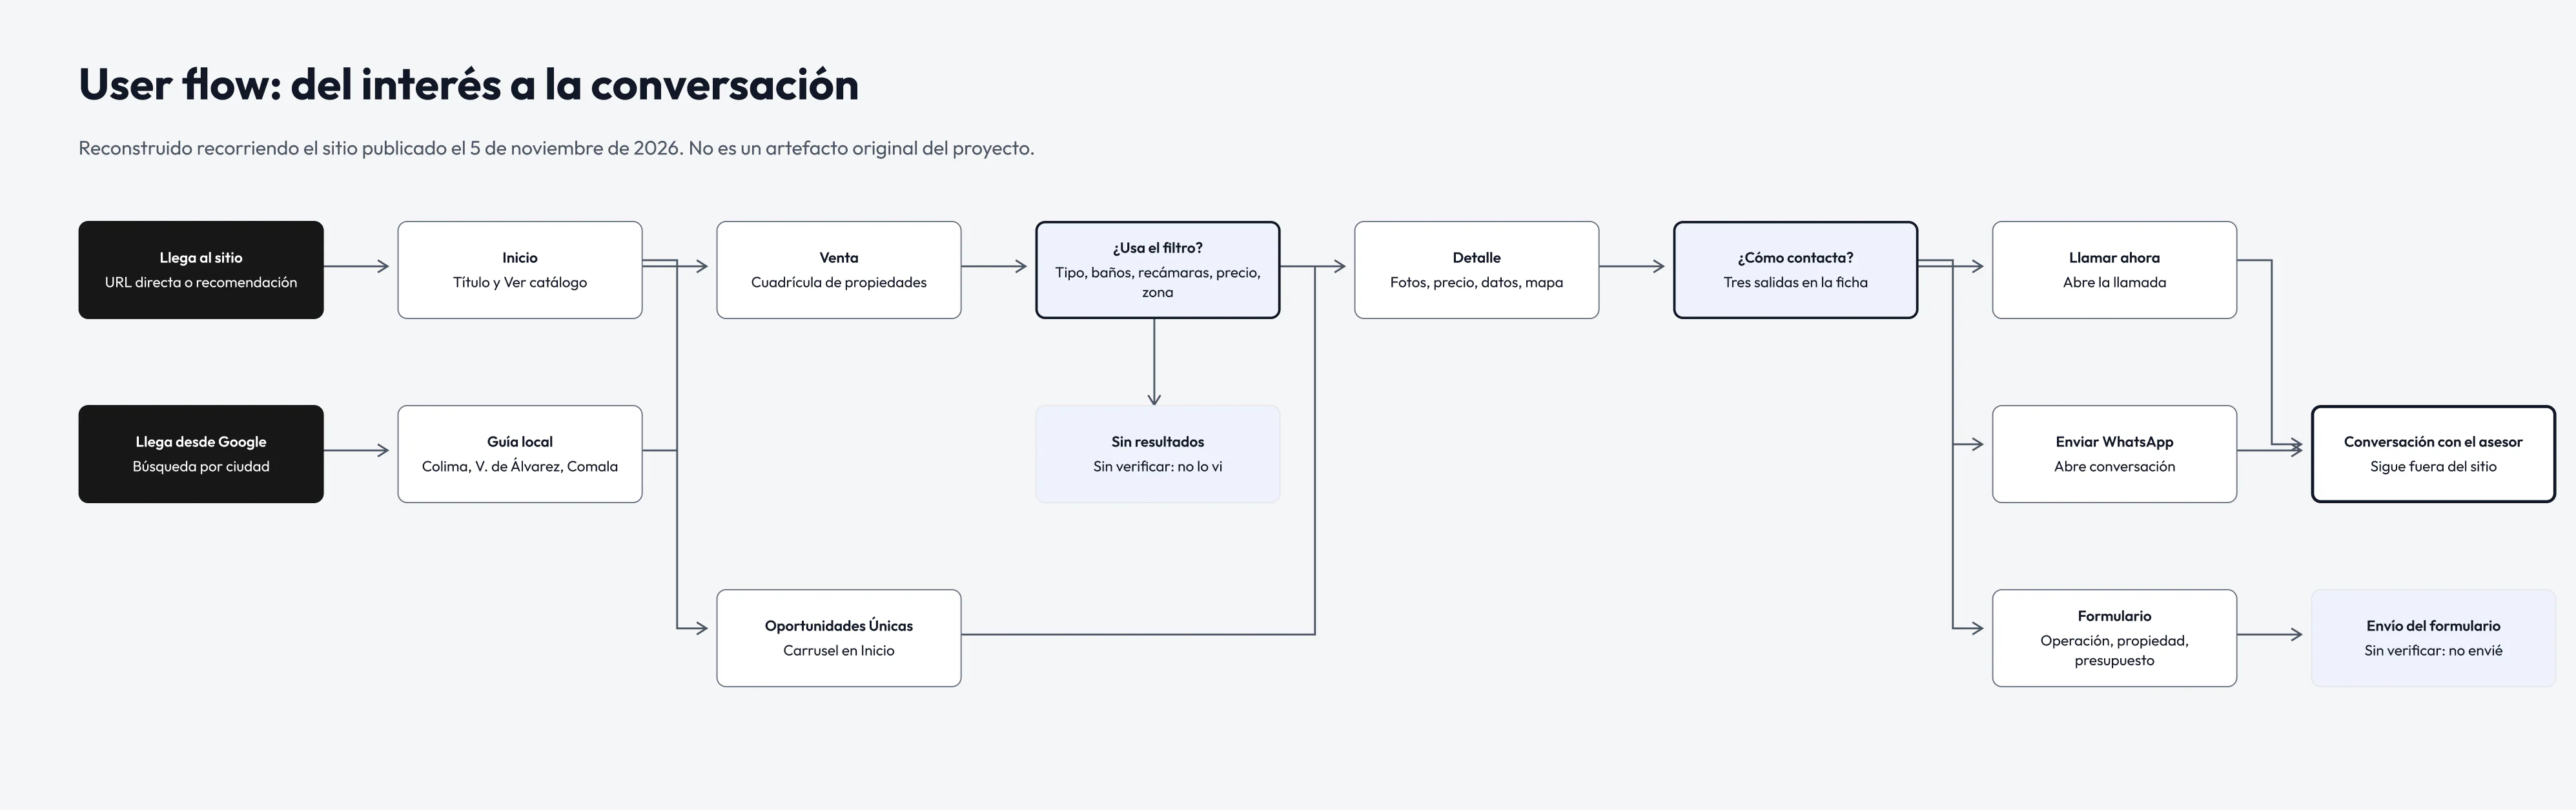 User flow: del interés a la conversación
Reconstruido recorriendo el sitio publicado el 5 de noviembre de 2026. No es un artefacto original del proyecto.
Llega al sitio
URL directa o recomendación
Inicio
Título y Ver catálogo
Venta
Cuadrícula de propiedades
¿Usa el filtro?
Tipo, baños, recámaras, precio,
zona
Detalle
Fotos, precio, datos, mapa
¿Cómo contacta?
Tres salidas en la ficha
Llamar ahora
Abre la llamada
Llega desde Google
Búsqueda por ciudad
Guía local
Colima, V. de Álvarez, Comala
Sin resultados
Sin verificar: no lo vi
Enviar WhatsApp
Abre conversación
Conversación con el asesor
Sigue fuera del sitio
Oportunidades Únicas
Carrusel en Inicio
Formulario
Operación, propiedad,
presupuesto
Envío del formulario
Sin verificar: no envié